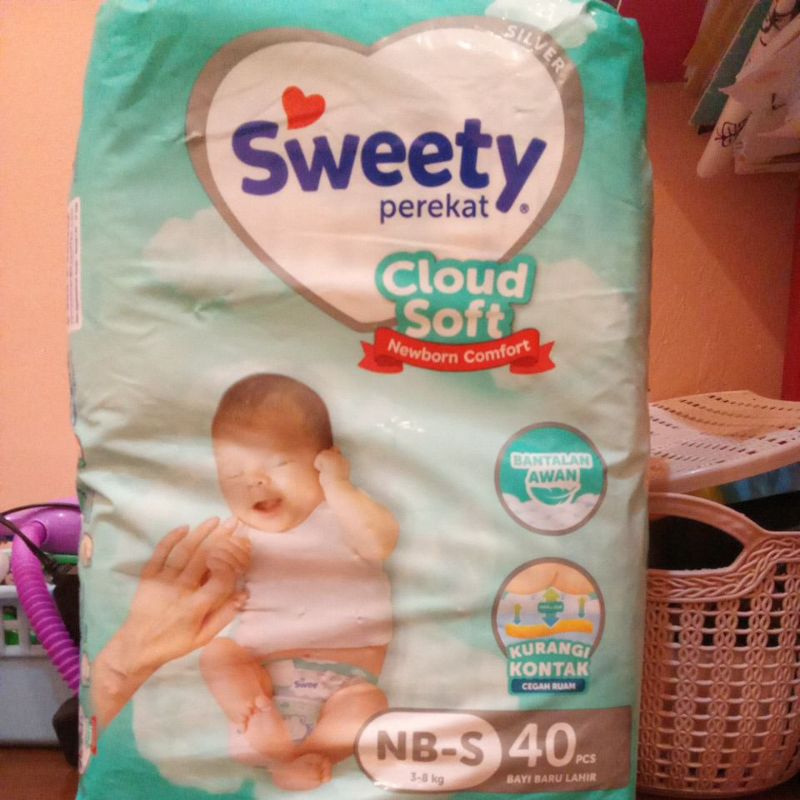 SILVER
Sweety
perekat®
Cloud
Soft
Newborn Comfort
BANTALAN
AWAN
KURANGI
KONTAK
CEGAH RUAM
Swee
NB-S
3-8 kg
40 PCS
BAYI BARU LAHIR